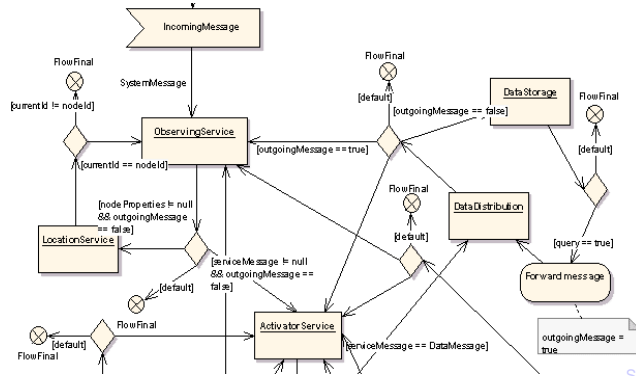 IncomingMessage
FlowFinal
FlowFinal
SystemMessage
DataStorage
FlowFinal
[default]
[currentId != nodeId]
[outgoingMessage == false]
ObservingService
[outgoingMessage == true]
[default]
[currentId == nodeId]
FlowFinal
[nodeProperties != null
&& outgoingMessage
== false]
DataDistribution
LocationService
[default]
[query == true]
[serviceMessage != null
&& outgoingMessage ==
false]
Forward message
[default]
FlowFinal
ActivatorService
outgoingMessage =
true
[default]
[serviceMessage == DataMessage]
FlowFinal